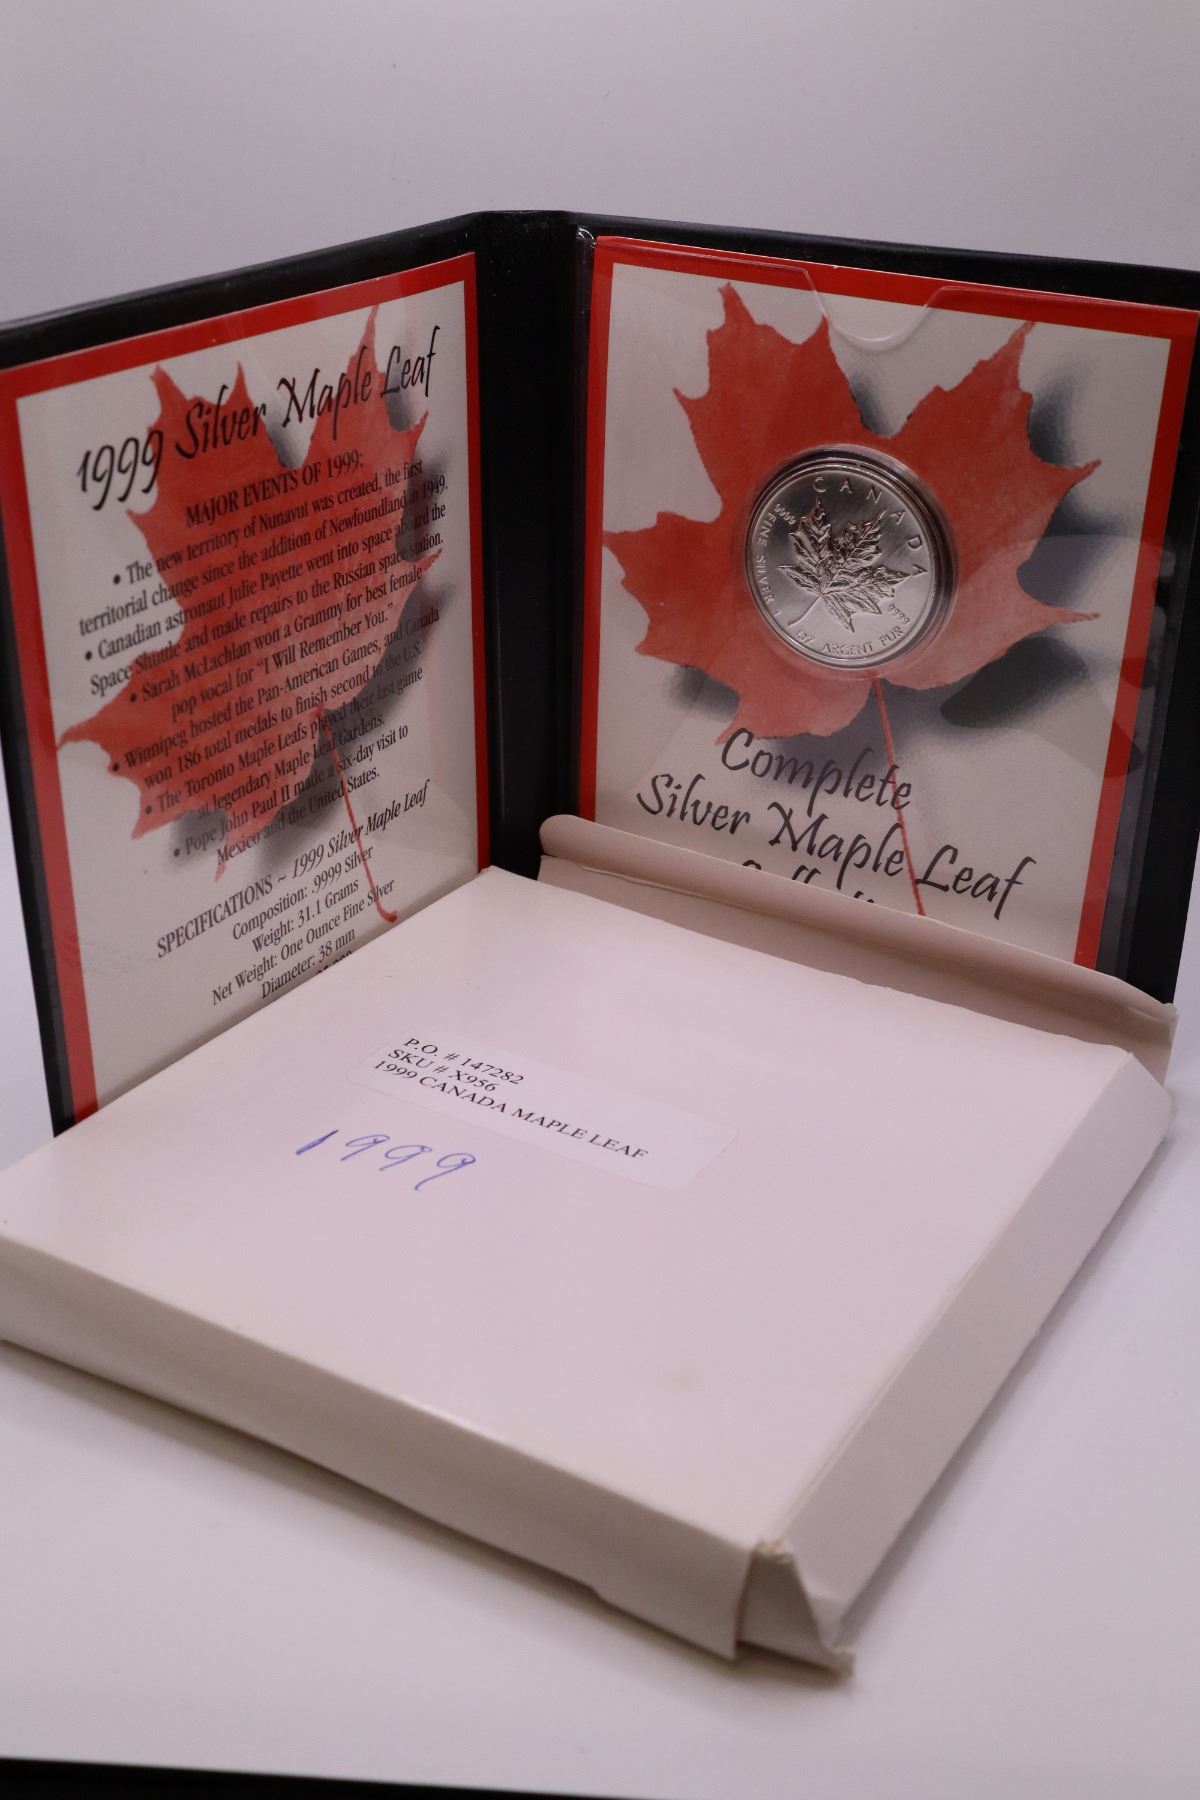 1999 Silver Maple Leaf
MAJOR EVENTS OF 1999:
• The new territory of Nunavut was created, the first
territorial change since the addition of Newfoundland in 1949.
• Canadian astronaut Julie Payette went into space aboard the
Space Shuttle and made repairs to the Russian space station.
• Sarah McLachlan won a Grammy for best female
pop vocal for "I Will Remember You."
• Winnipeg hosted the Pan-American Games, and Canada
won 186 total medals to finish second to the U.S.
• The Toronto Maple Leafs played their last game
at legendary Maple Leaf Gardens.
• Pope John Paul II made a six-day visit to
Mexico and the United States.
SPECIFICATIONS ~ 1999 Silver Maple Leaf
Composition: .9999 Silver
Weight: 31.1 Grams
Net Weight: One Ounce Fine Silver
Diameter: 38 mm
CANADA
9999
FINE SILVER 1 OZ ARGENT PUR
9999
Complete
Silver Maple Leaf
P.O. # 147282
SKU # X956
1999 CANADA MAPLE LEAF
1999